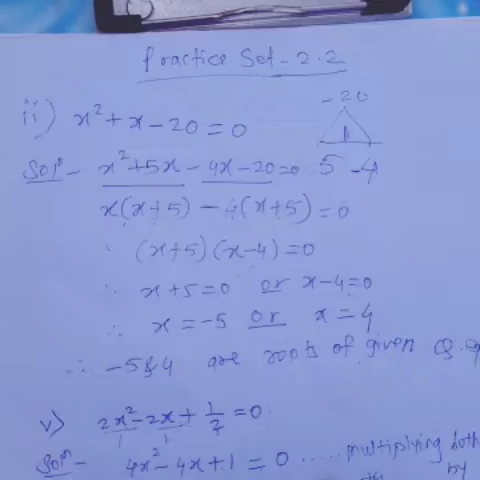 Practice Set - 2.2
ii) x² + x - 20 = 0
-20
5 -4
Solⁿ- x² + 5x - 4x - 20 = 0
x(x+5) - 4(x+5) = 0
∴ (x+5)(x-4) = 0
∴ x+5=0 or x-4=0
∴ x = -5 or x = 4
∴ -5 & 4 are roots of given Q.
v) 2x² - 2x + 1/2 = 0
Solⁿ- 4x² - 4x + 1 = 0 ..... multiplying both
by